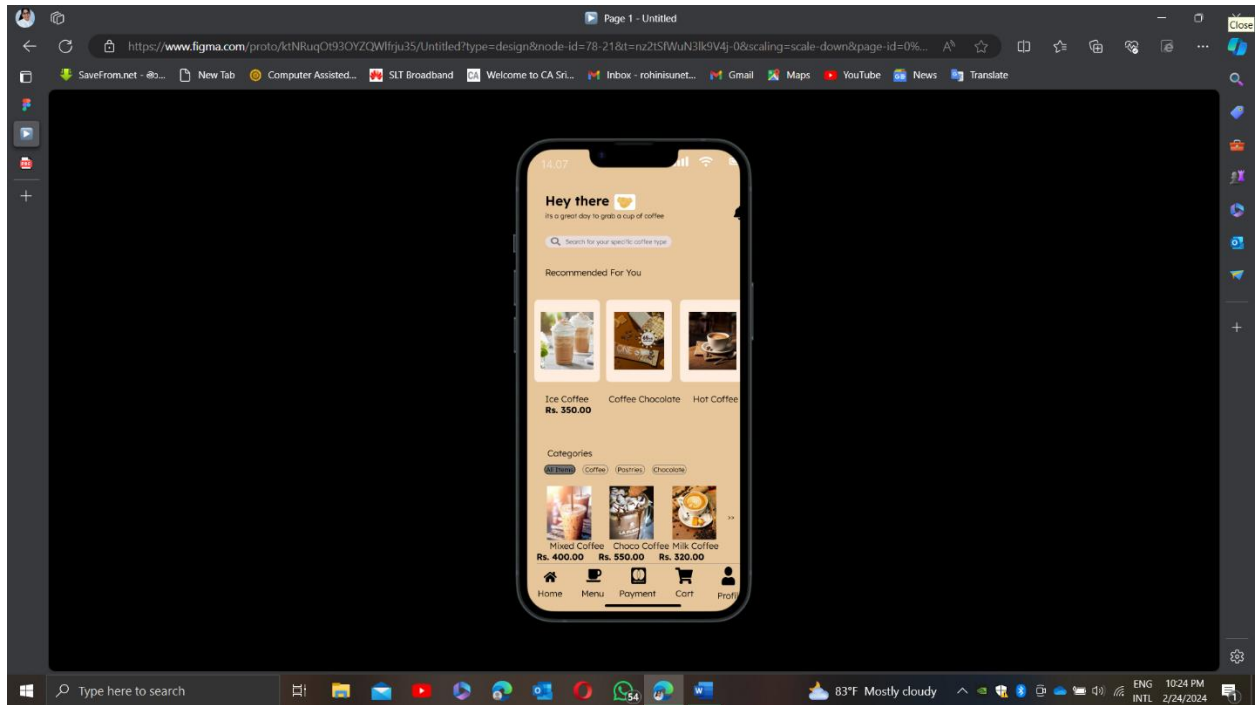 Page 1 - Untitled
Close
https://www.figma.com/proto/ktNRuqOt93OYZQWlfrju35/Untitled?type=design&node-id=78-21&t=nz2tSfWuN3lk9V4j-0&scaling=scale-down&page-id=0%...
SaveFrom.net - ... New Tab Computer Assisted... SLT Broadband CA Welcome to CA Sri... Inbox - rohinisunet... Gmail Maps YouTube News Translate
14.07
Hey there
its a great day to grab a cup of coffee
Search for your specific coffee type
Recommended For You
Ice Coffee Coffee Chocolate Hot Coffee
Rs. 350.00
Categories
All Items Coffee Pastries Chocolate
>>
Mixed Coffee Choco Coffee Milk Coffee
Rs. 400.00 Rs. 550.00 Rs. 320.00
Home Menu Payment Cart Profil
Type here to search
54
83°F Mostly cloudy
ENG 10:24 PM
INTL 2/24/2024
1